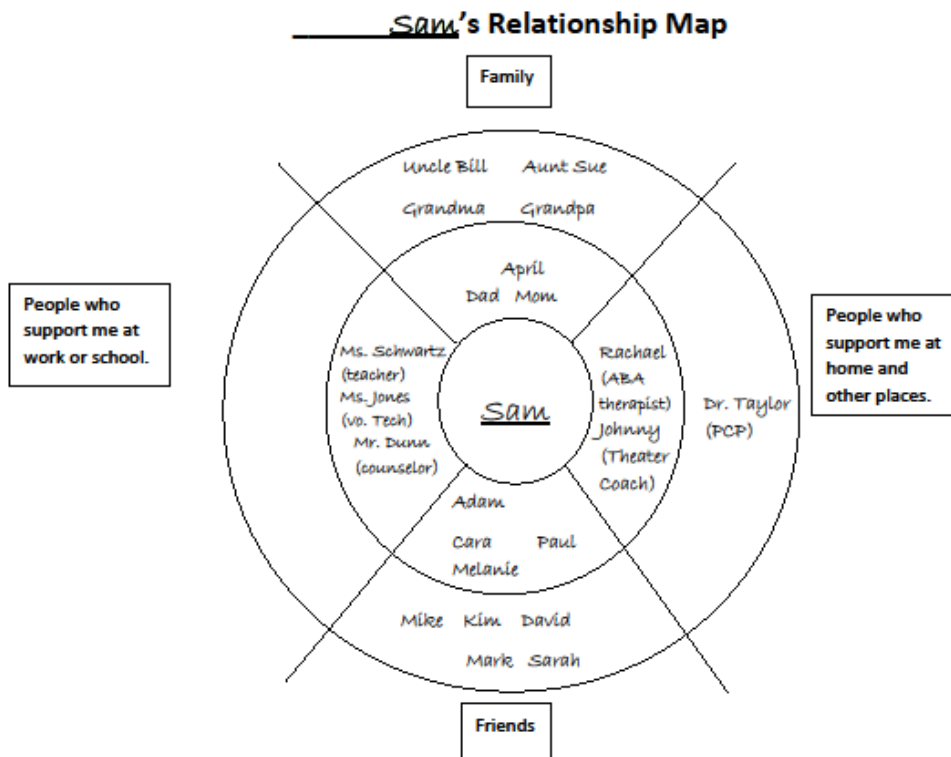 Sam's Relationship Map
Family
Uncle Bill Aunt Sue
Grandma Grandpa
April
Dad Mom
People who
support me at
work or school.
Ms. Schwartz
(teacher)
Ms. Jones
(Vo. Tech)
Mr. Dunn
(counselor)
Sam
Rachael
(ABA
therapist)
Johnny
(Theater
Coach)
Dr. Taylor
(PCP)
People who
support me at
home and
other places.
Adam
Cara Paul
Melanie
Mike Kim David
Mark Sarah
Friends